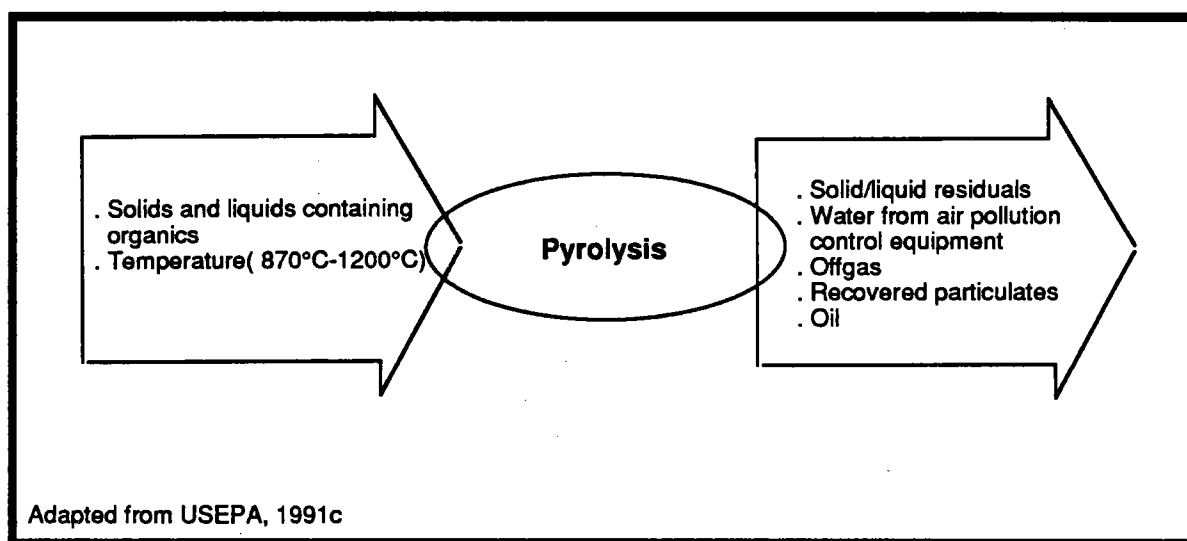 . Solids and liquids containing
organics
. Temperature( 870°C-1200°C)
Pyrolysis
. Solid/liquid residuals
. Water from air pollution
control equipment
. Offgas
. Recovered particulates
. Oil
Adapted from USEPA, 1991c